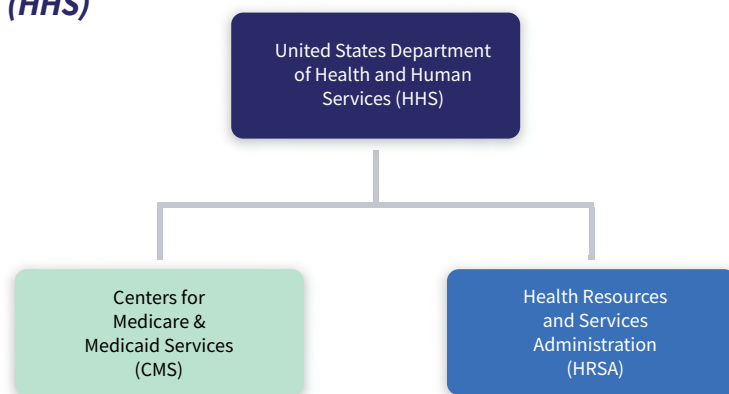 (HHS)
United States Department
of Health and Human
Services (HHS)
Centers for
Medicare &
Medicaid Services
(CMS)
Health Resources
and Services
Administration
(HRSA)